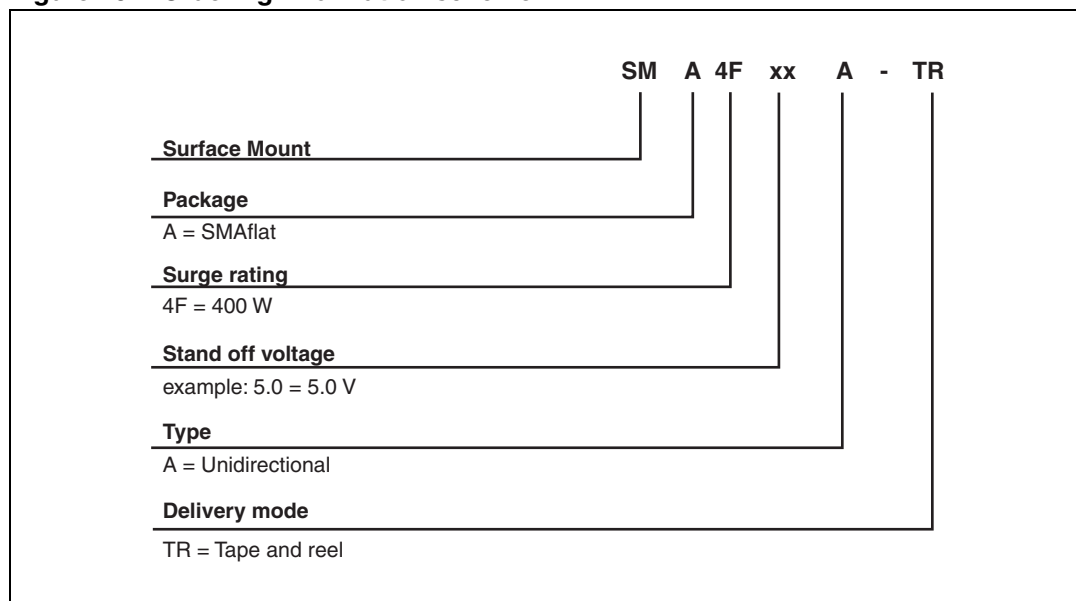 SM A 4F xx A - TR
Surface Mount
Package
A = SMAflat
Surge rating
4F = 400 W
Stand off voltage
example: 5.0 = 5.0 V
Type
A = Unidirectional
Delivery mode
TR = Tape and reel